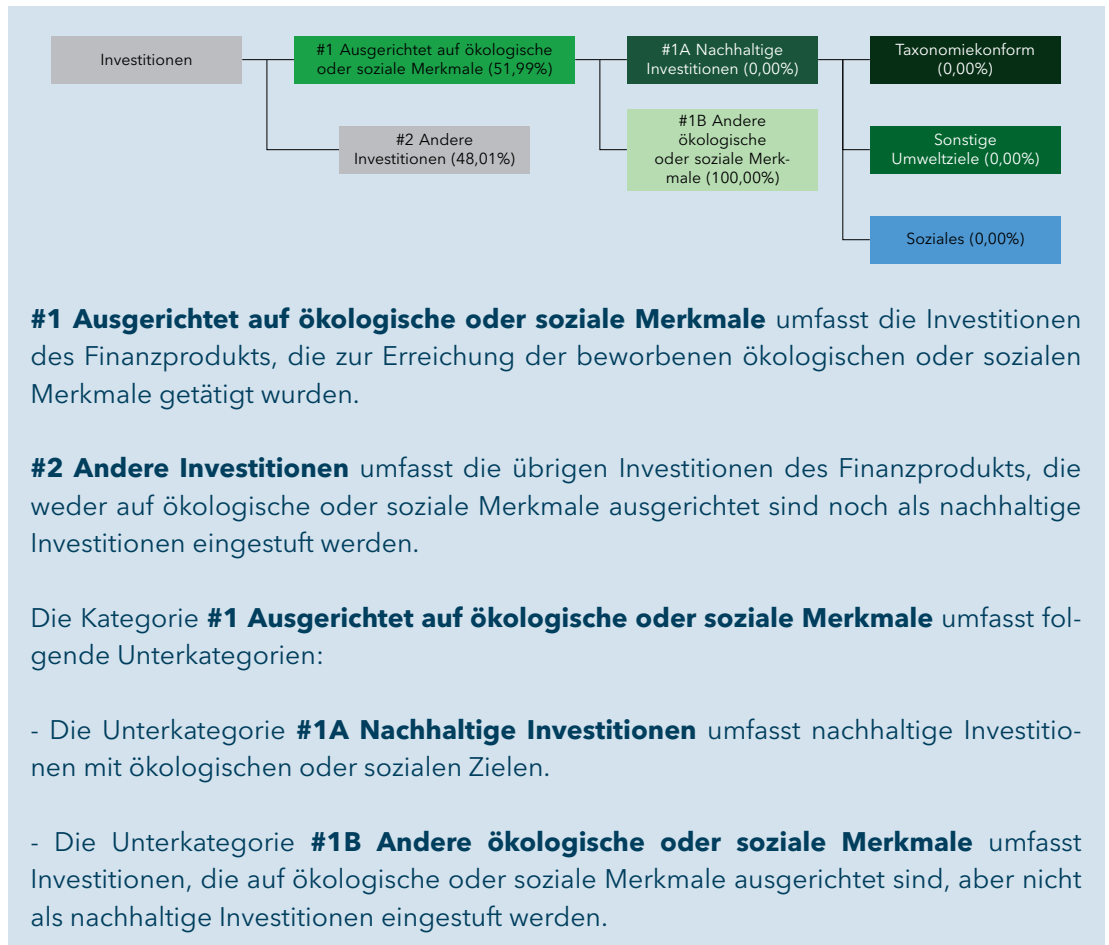 Investitionen
#1 Ausgerichtet auf ökologische
oder soziale Merkmale (51,99%)
#1A Nachhaltige
Investitionen (0,00%)
Taxonomiekonform
(0,00%)
#2 Andere
Investitionen (48,01%)
#1B Andere
ökologische
oder soziale Merk-
male (100,00%)
Sonstige
Umweltziele (0,00%)
Soziales (0,00%)
#1 Ausgerichtet auf ökologische oder soziale Merkmale umfasst die Investitionen
des Finanzprodukts, die zur Erreichung der beworbenen ökologischen oder sozialen
Merkmale getätigt wurden.
#2 Andere Investitionen umfasst die übrigen Investitionen des Finanzprodukts, die
weder auf ökologische oder soziale Merkmale ausgerichtet sind noch als nachhaltige
Investitionen eingestuft werden.
Die Kategorie #1 Ausgerichtet auf ökologische oder soziale Merkmale umfasst fol-
gende Unterkategorien:
- Die Unterkategorie #1A Nachhaltige Investitionen umfasst nachhaltige Investitio-
nen mit ökologischen oder sozialen Zielen.
- Die Unterkategorie #1B Andere ökologische oder soziale Merkmale umfasst
Investitionen, die auf ökologische oder soziale Merkmale ausgerichtet sind, aber nicht
als nachhaltige Investitionen eingestuft werden.